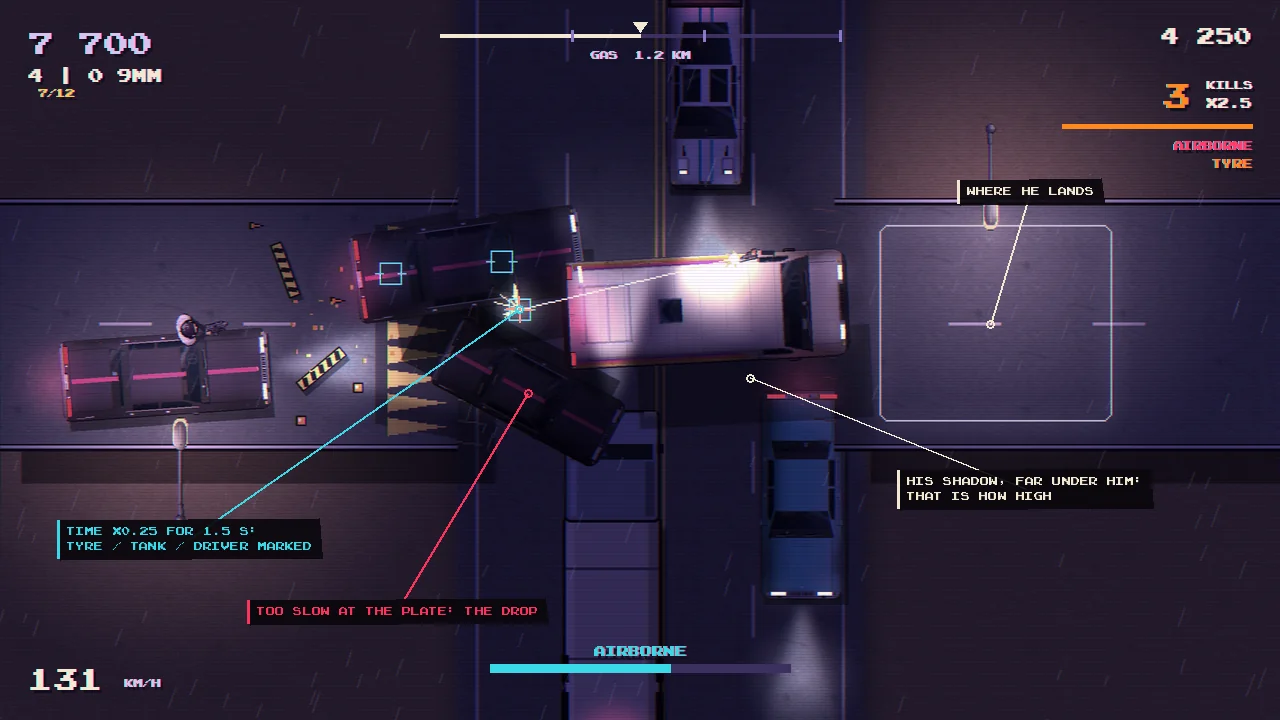 7 700
4 | 0 9MM
7/12
GAS 1.2 KM
4 250
3 KILLS
X2.5
AIRBORNE
TYRE
WHERE HE LANDS
HIS SHADOW, FAR UNDER HIM:
THAT IS HOW HIGH
TIME X0.25 FOR 1.5 S:
TYRE / TANK / DRIVER MARKED
TOO SLOW AT THE PLATE: THE DROP
AIRBORNE
131 KM/H